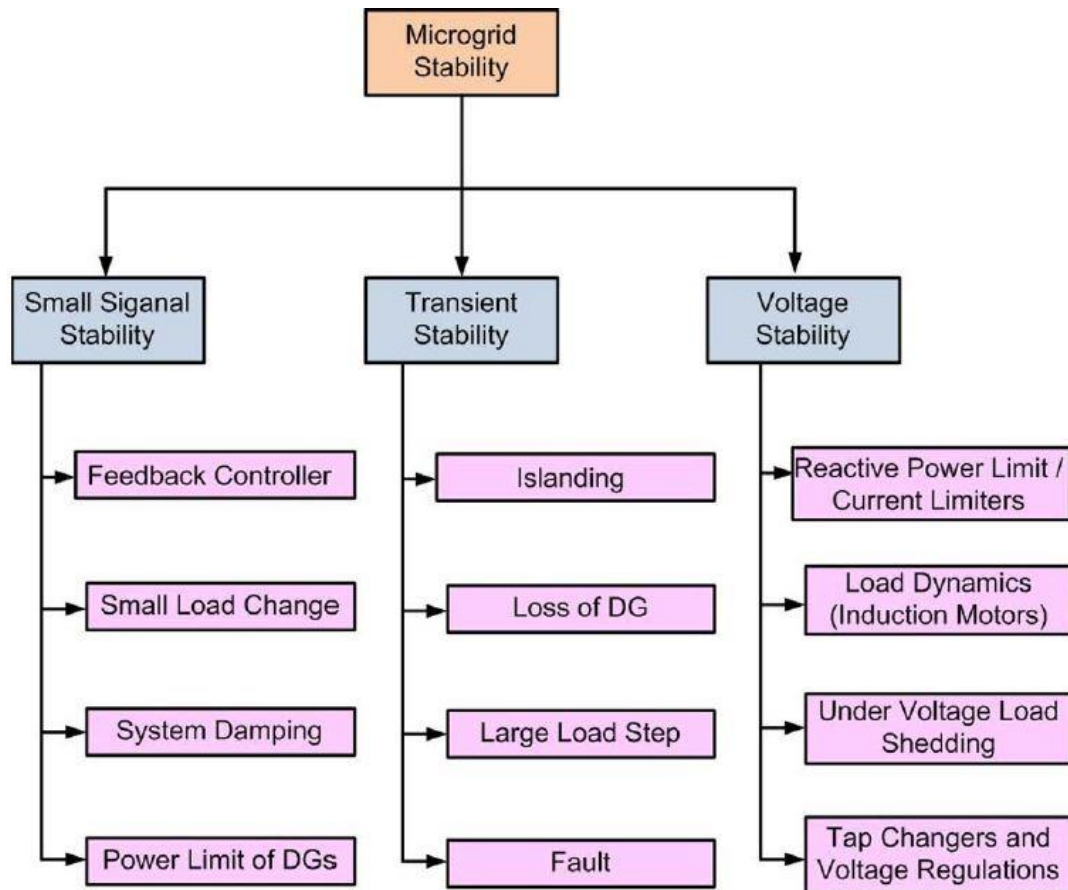 Microgrid
Stability
Small Siganal
Stability
Transient
Stability
Voltage
Stability
Feedback Controller
Small Load Change
System Damping
Power Limit of DGs
Islanding
Loss of DG
Large Load Step
Fault
Reactive Power Limit /
Current Limiters
Load Dynamics
(Induction Motors)
Under Voltage Load
Shedding
Tap Changers and
Voltage Regulations